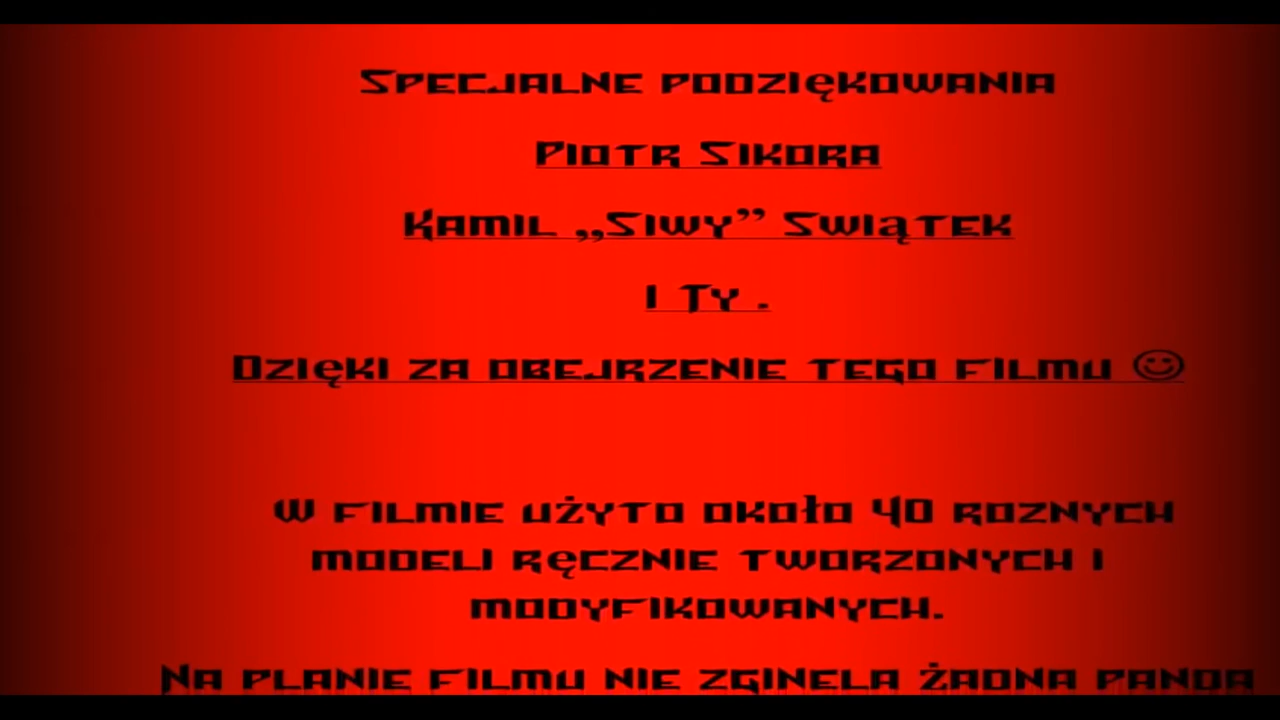 Specjalne podziękowania
Piotr Sikora
Kamil „Siwy” Swiątek
I Ty .
Dzięki za obejrzenie tego filmu ☺
W filmie użyto około 40 roznych
modeli ręcznie tworzonych i
modyfikowanych.
Na planie filmu nie zginela żadna panda